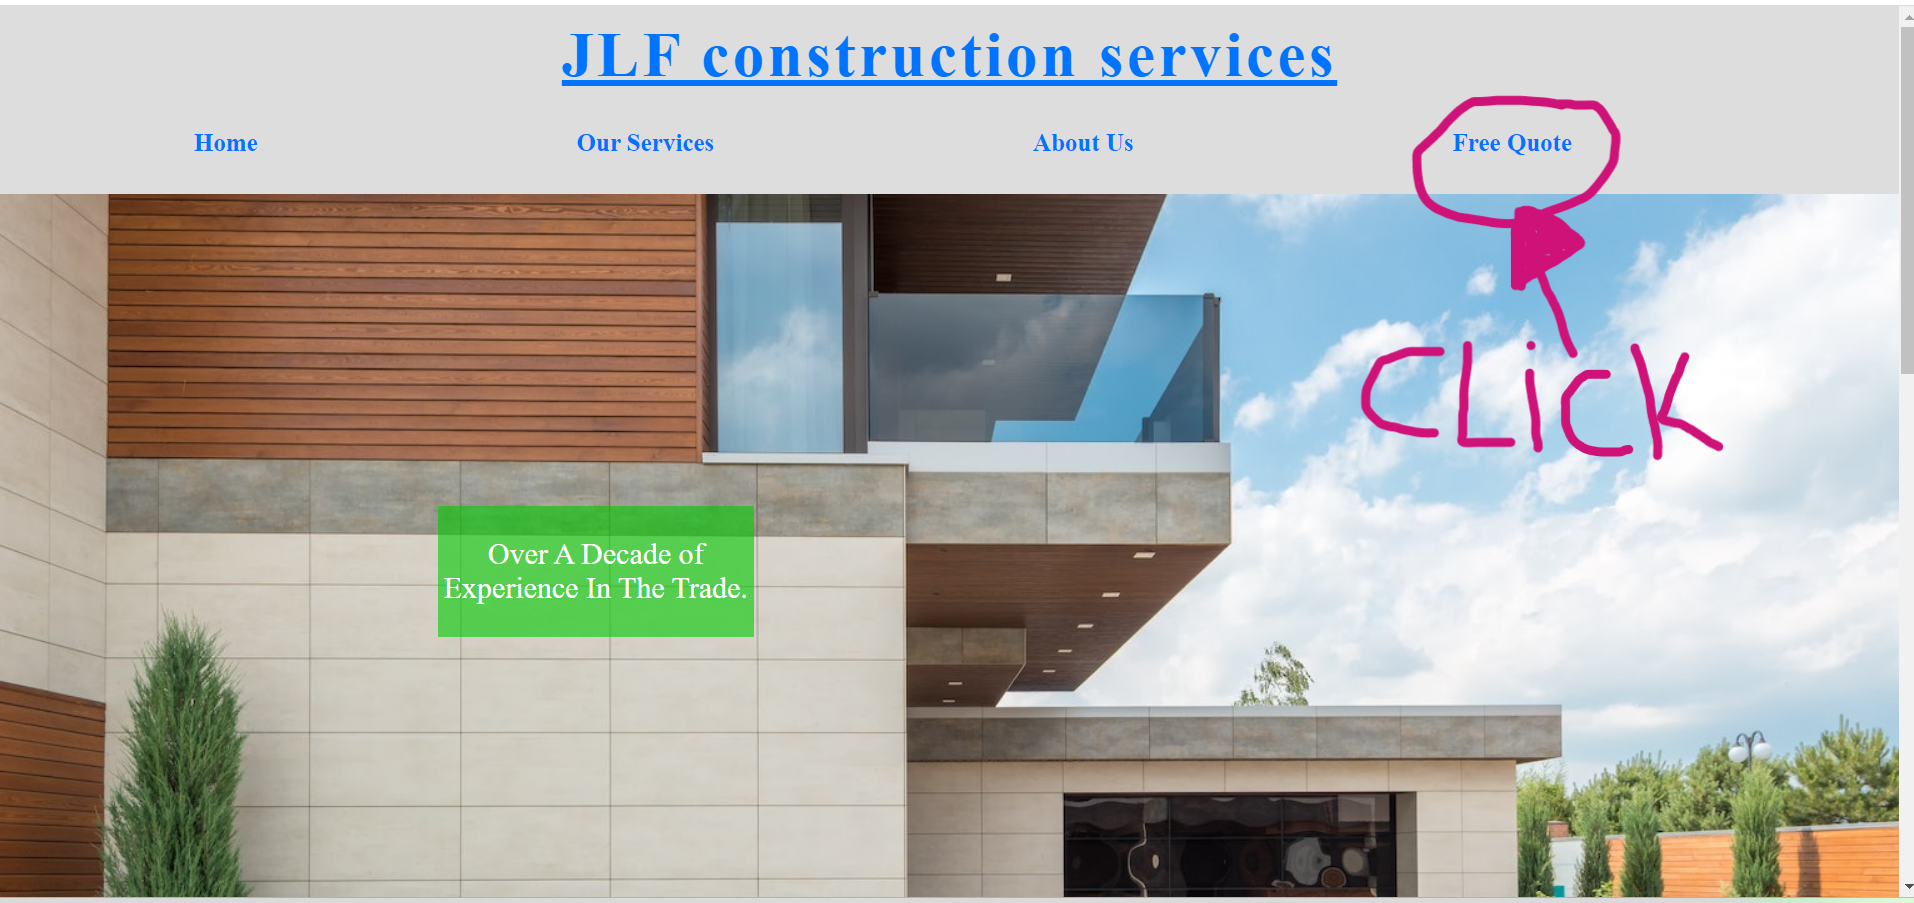 JLF construction services
Home Our Services About Us Free Quote
CLiCK
Over A Decade of
Experience In The Trade.